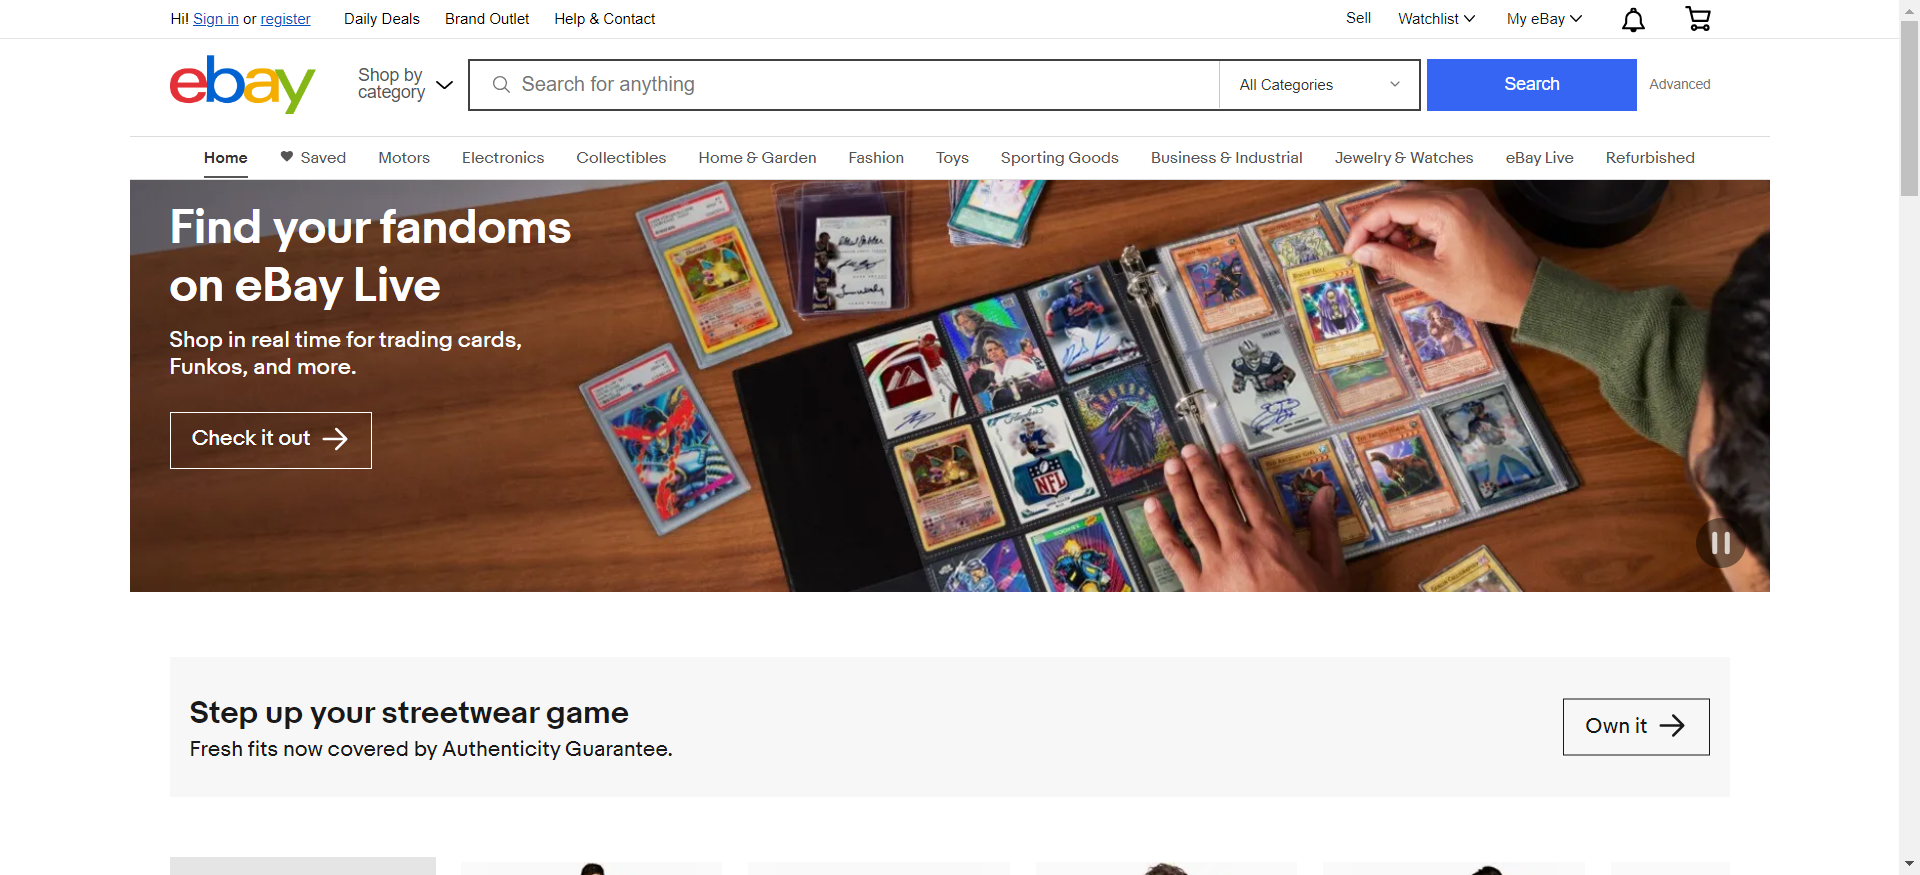 Hi! Sign in or register
Daily Deals
Brand Outlet
Help & Contact
Sell
Watchlist
My eBay
ebay
Shop by
category
Search for anything
All Categories
Search
Advanced
Home
Saved
Motors
Electronics
Collectibles
Home & Garden
Fashion
Toys
Sporting Goods
Business & Industrial
Jewelry & Watches
eBay Live
Refurbished
Find your fandoms
on eBay Live
Shop in real time for trading cards,
Funkos, and more.
Check it out
NFL
Step up your streetwear game
Fresh fits now covered by Authenticity Guarantee.
Own it